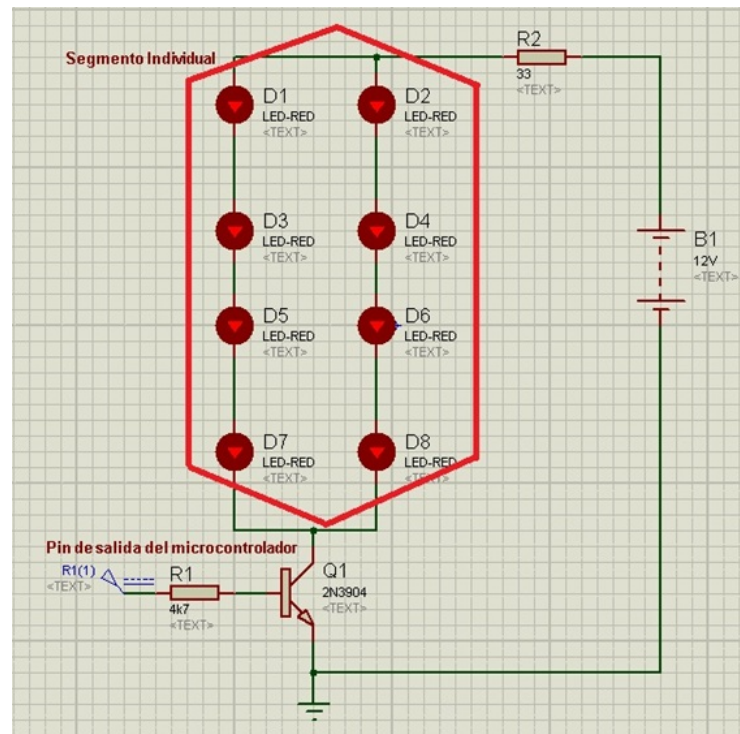 Segmento Individual
R2
33
<TEXT>
D1
LED-RED
<TEXT>
D2
LED-RED
<TEXT>
D3
LED-RED
<TEXT>
D4
LED-RED
<TEXT>
B1
12V
<TEXT>
D5
LED-RED
<TEXT>
D6
LED-RED
<TEXT>
D7
LED-RED
<TEXT>
D8
LED-RED
<TEXT>
Pin de salida del microcontrolador
R1(1)
<TEXT>
R1
4k7
<TEXT>
Q1
2N3904
<TEXT>